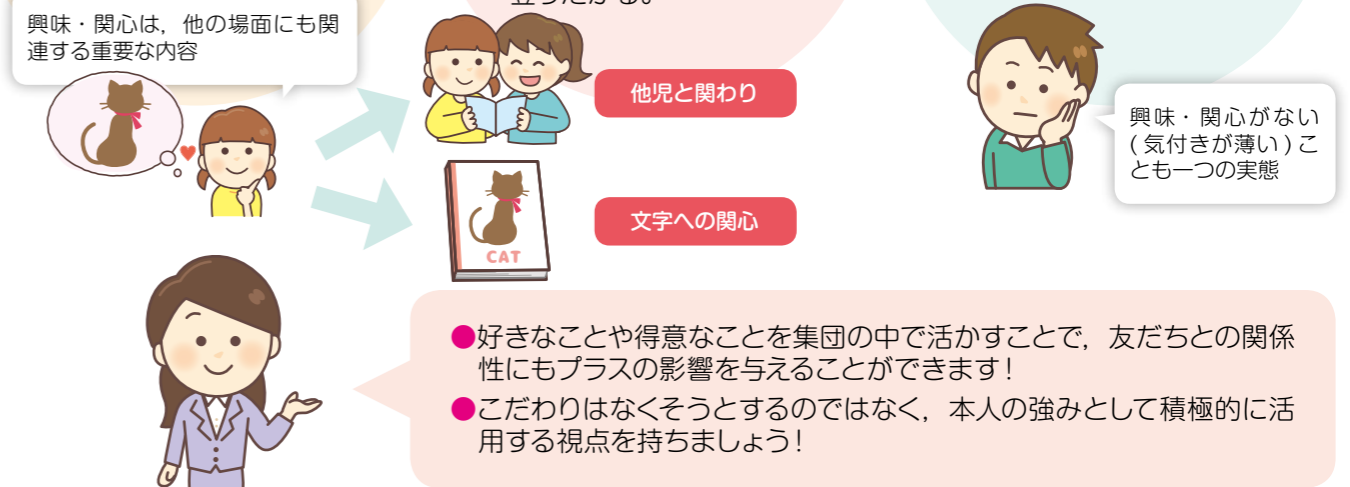 興味・関心は，他の場面にも関
連する重要な内容
他児と関わり
興味・関心がない
(気付きが薄い)こ
とも一つの実態
文字への関心
CAT
●好きなことや得意なことを集団の中で活かすことで，友だちとの関係
性にもプラスの影響を与えることができます！
●こだわりはなくそうとするのではなく，本人の強みとして積極的に活
用する視点を持ちましょう！